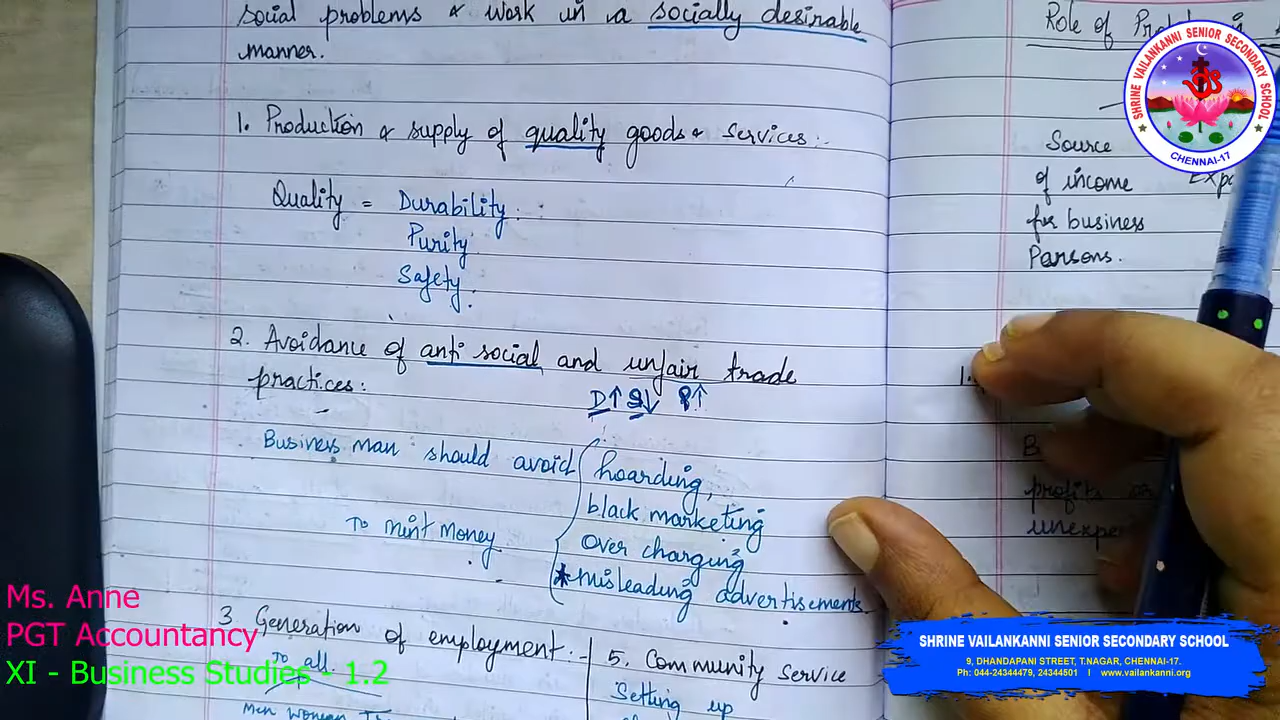 social problems & work in a socially desirable
manner.
1. Production & supply of quality goods & services:-
Quality = Durability.
Purity
Safety.
2. Avoidance of anti social and unfair trade
practices:
D↑ S↓ P↑
Business man should avoid
hoarding,
black marketing
over charging
*misleading advertisements.
To mint money.
3 Generation of employment:-
To all.
Men Women
5. Community service
Setting up
Role of
Source
of income
for business
Persons.
1.
profits
SHRINE VAILANKANNI SENIOR SECONDARY SCHOOL
CHENNAI-17
Ms. Anne
PGT Accountancy
XI - Business Studies - 1.2
SHRINE VAILANKANNI SENIOR SECONDARY SCHOOL
9, DHANDAPANI STREET, T.NAGAR, CHENNAI-17.
Ph: 044-24344479, 24344501 I www.vailankanni.org